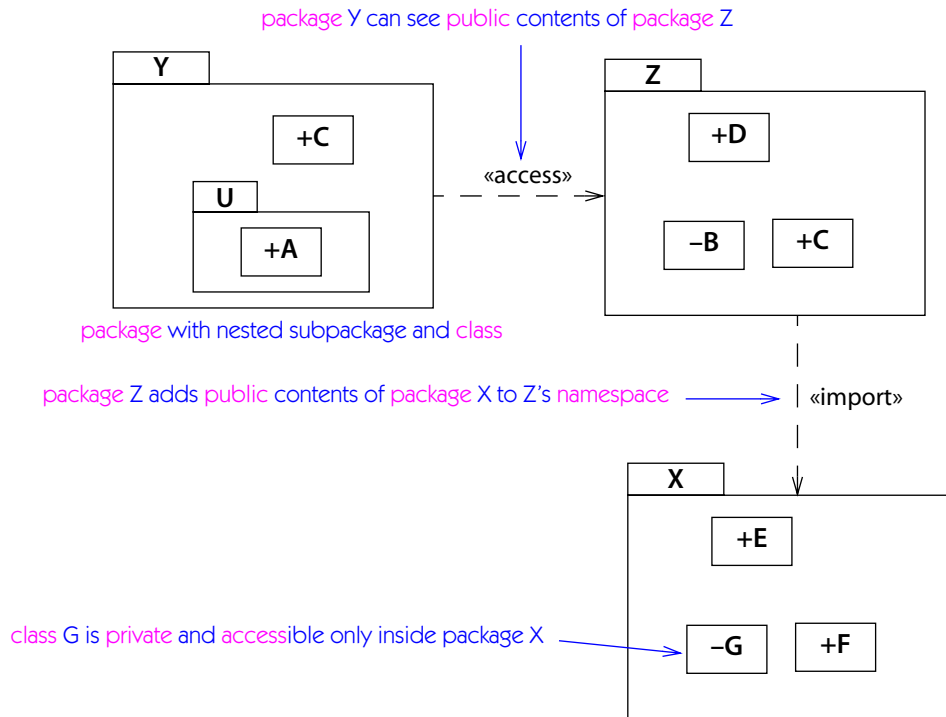 package Y can see public contents of package Z
Y
Z
+C
+D
«access»
U
+A
–B
+C
package with nested subpackage and class
package Z adds public contents of package X to Z’s namespace
«import»
X
+E
class G is private and accessible only inside package X
–G
+F